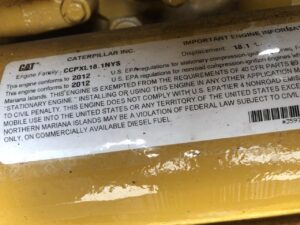 CATERPILLAR INC.
IMPORTANT ENGINE INFORMATION
CAT
Engine Family: CCPXL18.1NYS
Displacement: 18.1 L
This engine conforms to 2012 U.S. EPA regulations for stationary compression
This engine conforms to 2012 U.S. EPA regulations for nonroad compression-ignition engines
Mariana Islands. THIS ENGINE IS EXEMPTED FROM THE REQUIREMENTS OF 40 CFR
"STATIONARY ENGINE." INSTALLING OR USING THIS ENGINE IN ANY OTHER APPLICATION
TO CIVIL PENALTY. THIS ENGINE DOES NOT COMPLY WITH U.S. EPA TIER 4 NONROAD
MOBILE USE INTO THE UNITED STATES OR ANY TERRITORY OF THE UNITED STATES EXCEPT
NORTHERN MARIANA ISLANDS MAY BE A VIOLATION OF FEDERAL LAW SUBJECT TO CIVIL
ONLY, ON COMMERCIALLY AVAILABLE DIESEL FUEL.